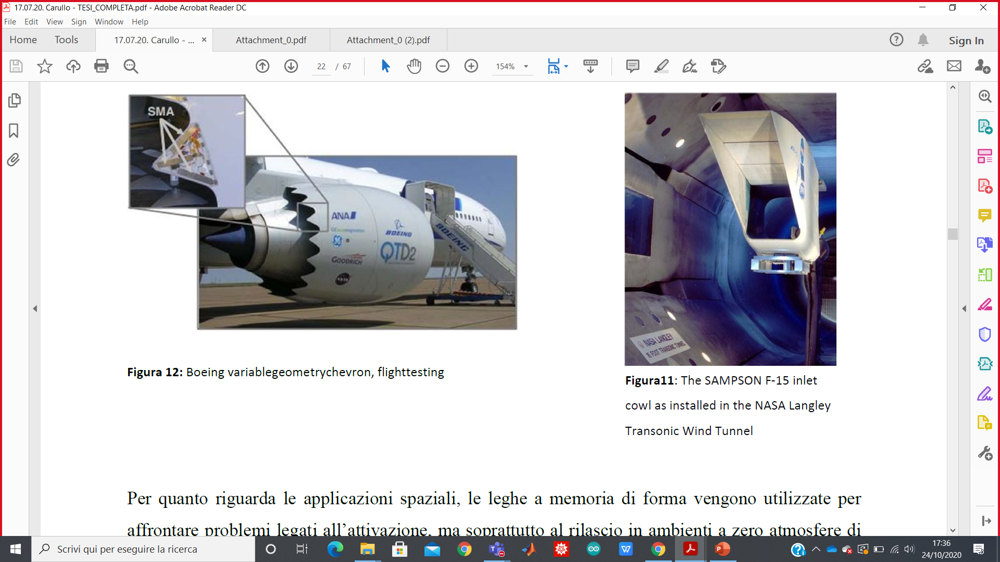 17.07.20. Carullo - TESI_COMPLETA.pdf - Adobe Acrobat Reader DC
File Edit View Sign Window Help
Home Tools 17.07.20. Carullo - ... × Attachment_0.pdf Attachment_0 (2).pdf Sign In
22 / 67 154%
SMA
ANA
BOEING
QTD2
GOODRICH
NASA
BOEING
NASA LANGLEY
16 FOOT TRANSONIC TUNNEL
Figura 12: Boeing variablegeometrychevron, flighttesting
Figura11: The SAMPSON F-15 inlet
cowl as installed in the NASA Langley
Transonic Wind Tunnel
Per quanto riguarda le applicazioni spaziali, le leghe a memoria di forma vengono utilizzate per
affrontare problemi legati all’attivazione, ma soprattutto al rilascio in ambienti a zero atmosfere di
Scrivi qui per eseguire la ricerca
17:36
24/10/2020